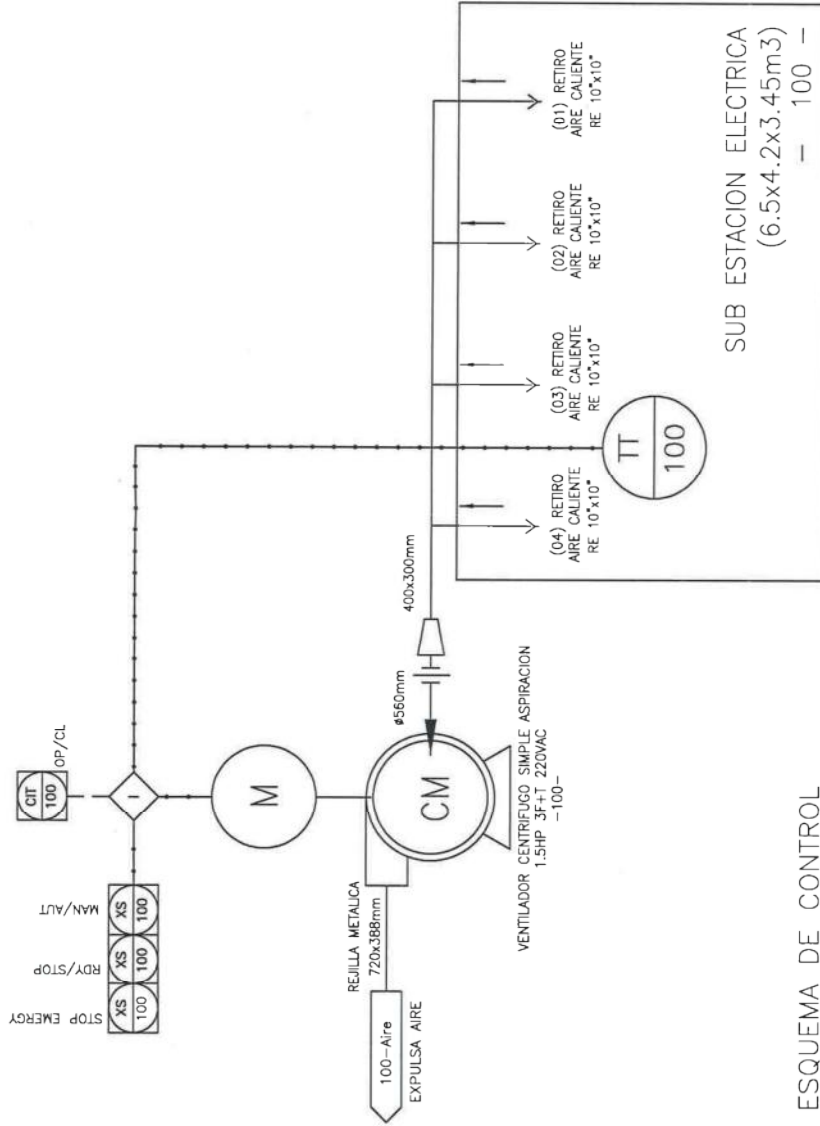 CIT
100
OP/CL
I
STOP EMERGY
RDY/STOP
MAN/AUT
XS
100
XS
100
XS
100
M
REJILLA METALICA
720x388mm
100-Aire
EXPULSA AIRE
CM
ø560mm
400x300mm
VENTILADOR CENTRIFUGO SIMPLE ASPIRACION
1.5HP 3F+T 220VAC
-100-
(04) RETIRO
AIRE CALIENTE
RE 10"x10"
(03) RETIRO
AIRE CALIENTE
RE 10"x10"
(02) RETIRO
AIRE CALIENTE
RE 10"x10"
(01) RETIRO
AIRE CALIENTE
RE 10"x10"
TT
100
SUB ESTACION ELECTRICA
(6.5x4.2x3.45m3)
- 100 -
ESQUEMA DE CONTROL